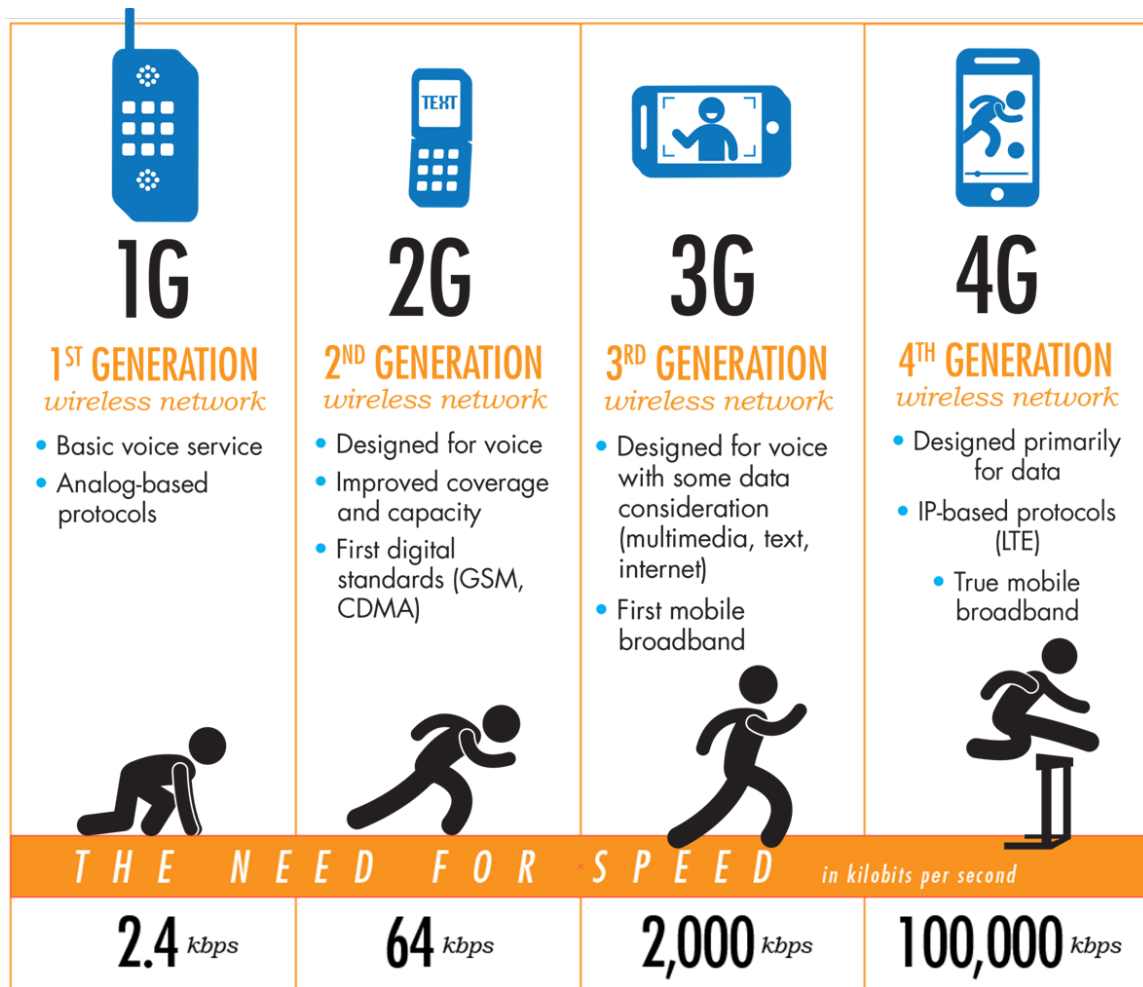 TEXT
1G
1ST GENERATION
wireless network
• Basic voice service
• Analog-based
protocols
2G
2ND GENERATION
wireless network
• Designed for voice
• Improved coverage
and capacity
• First digital
standards (GSM,
CDMA)
3G
3RD GENERATION
wireless network
• Designed for voice
with some data
consideration
(multimedia, text,
internet)
• First mobile
broadband
4G
4TH GENERATION
wireless network
• Designed primarily
for data
• IP-based protocols
(LTE)
• True mobile
broadband
THE NEED FOR SPEED in kilobits per second
2.4 kbps
64 kbps
2,000 kbps
100,000 kbps